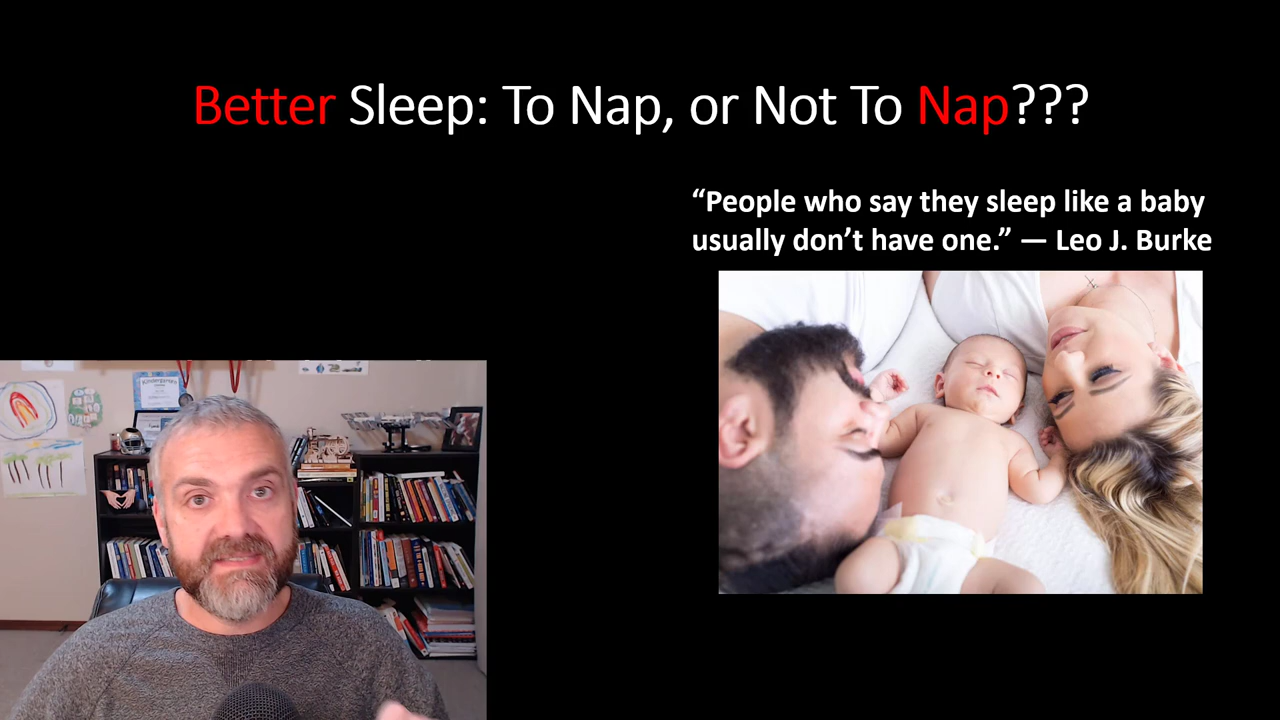 Better Sleep: To Nap, or Not To Nap???
“People who say they sleep like a baby
usually don’t have one.” — Leo J. Burke
Kindergarten